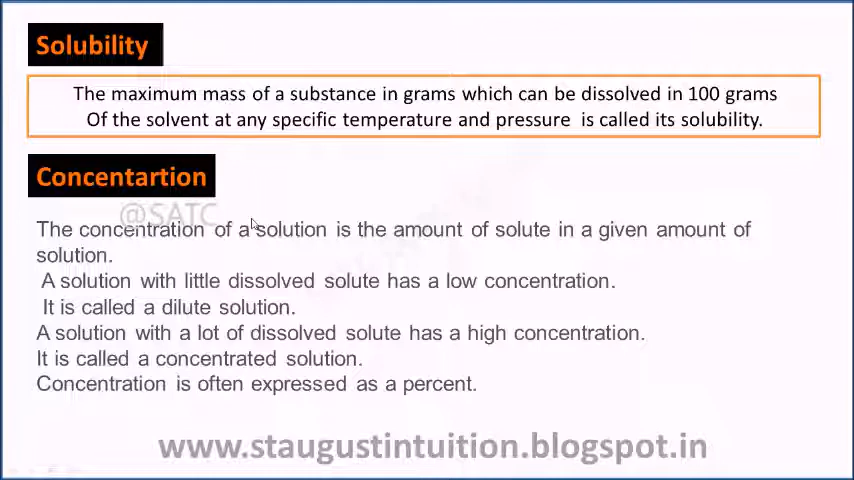 Solubility
The maximum mass of a substance in grams which can be dissolved in 100 grams
Of the solvent at any specific temperature and pressure is called its solubility.
Concentartion
@SATC
The concentration of a solution is the amount of solute in a given amount of
solution.
A solution with little dissolved solute has a low concentration.
It is called a dilute solution.
A solution with a lot of dissolved solute has a high concentration.
It is called a concentrated solution.
Concentration is often expressed as a percent.
www.staugustintuition.blogspot.in